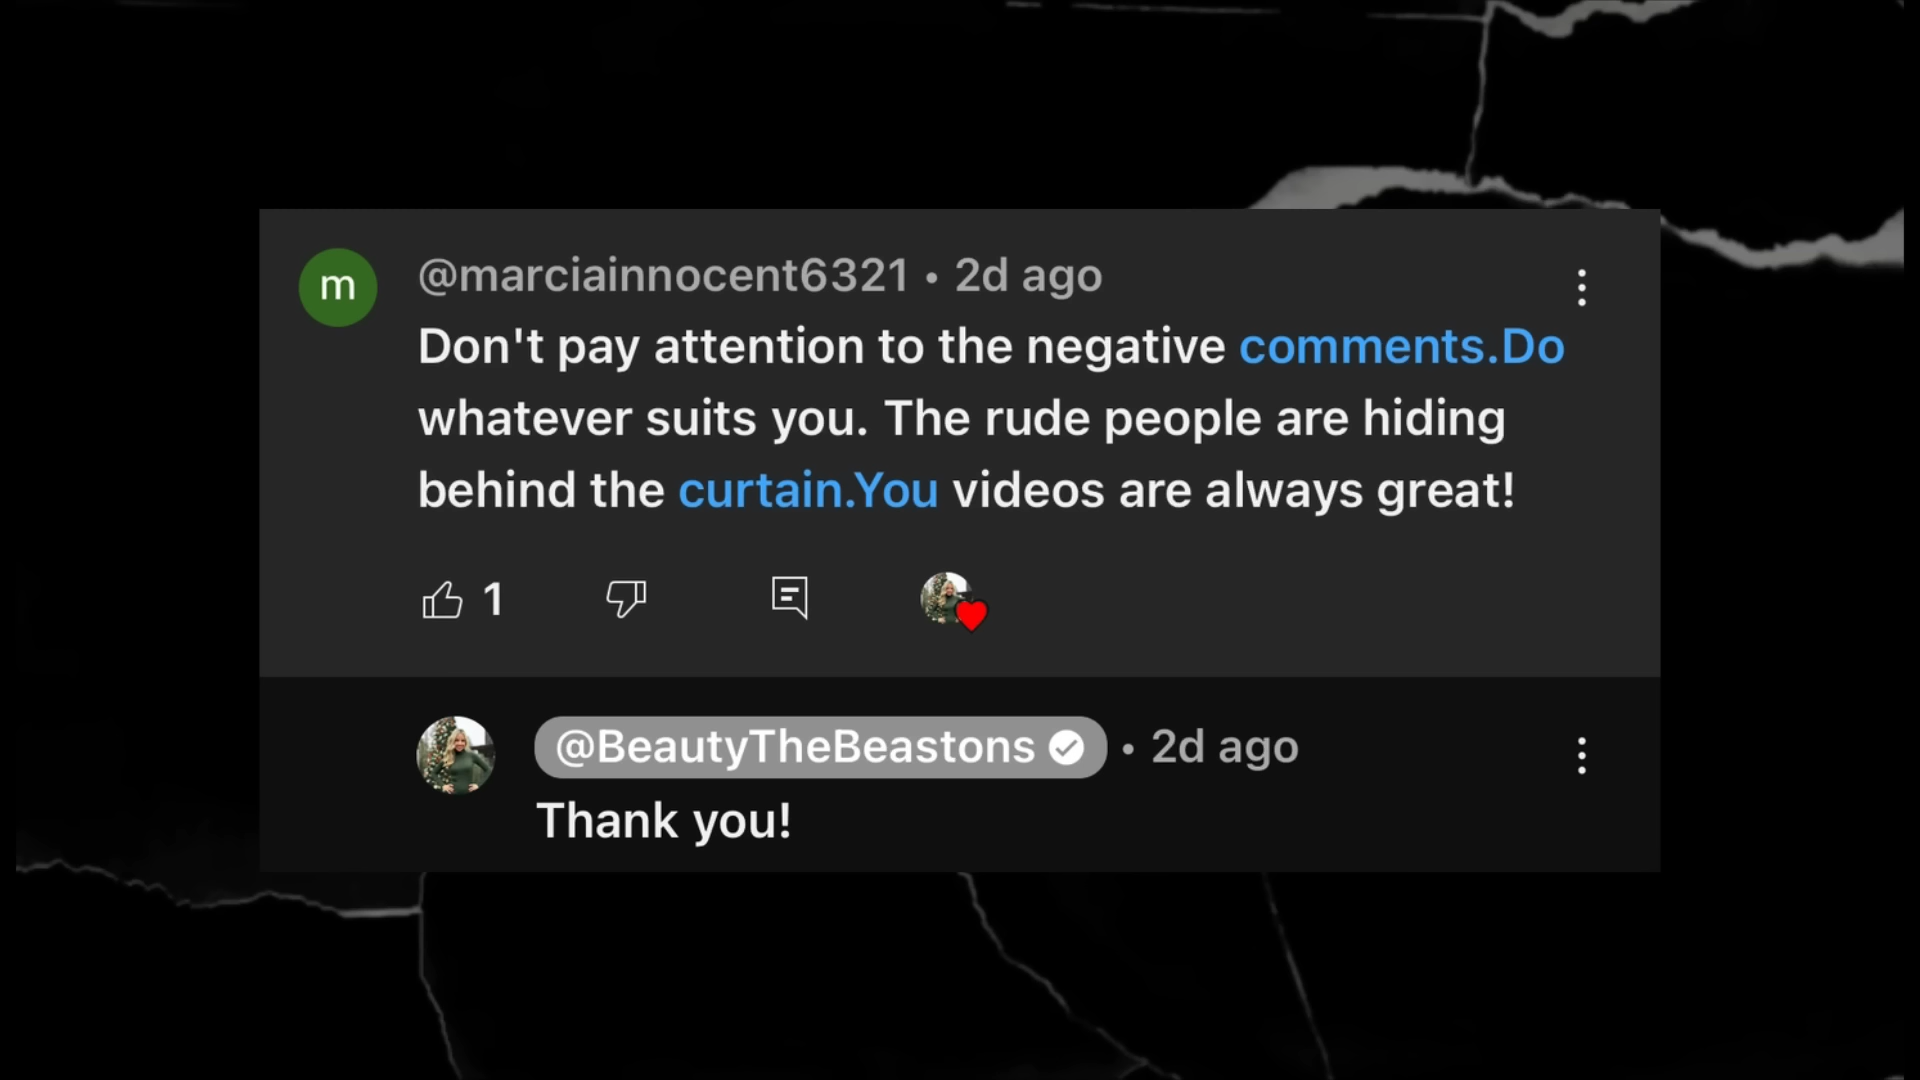 m
@marciainnocent6321 • 2d ago
Don't pay attention to the negative comments.Do
whatever suits you. The rude people are hiding
behind the curtain.You videos are always great!
1
@BeautyTheBeastons • 2d ago
Thank you!